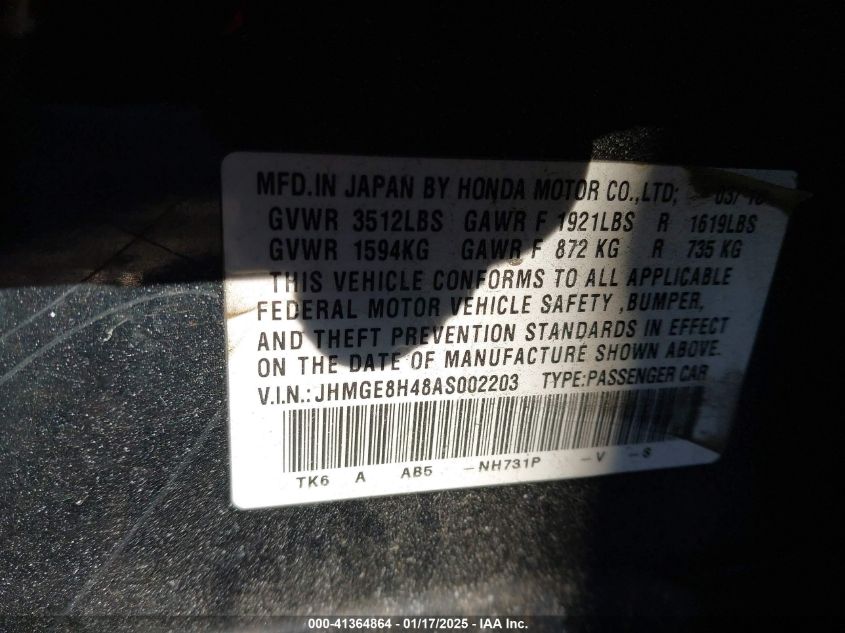 MFD.IN JAPAN BY HONDA MOTOR CO.,LTD; 03/10
GVWR 3512LBS GAWR F 1921LBS R 1619LBS
GVWR 1594KG GAWR F 872 KG R 735 KG
THIS VEHICLE CONFORMS TO ALL APPLICABLE
FEDERAL MOTOR VEHICLE SAFETY ,BUMPER,
AND THEFT PREVENTION STANDARDS IN EFFECT
ON THE DATE OF MANUFACTURE SHOWN ABOVE.
V.I.N.: JHMGE8H48AS002203 TYPE:PASSENGER CAR
TK6 A AB5 -NH731P -V -S
000-41364864 - 01/17/2025 - IAA Inc.